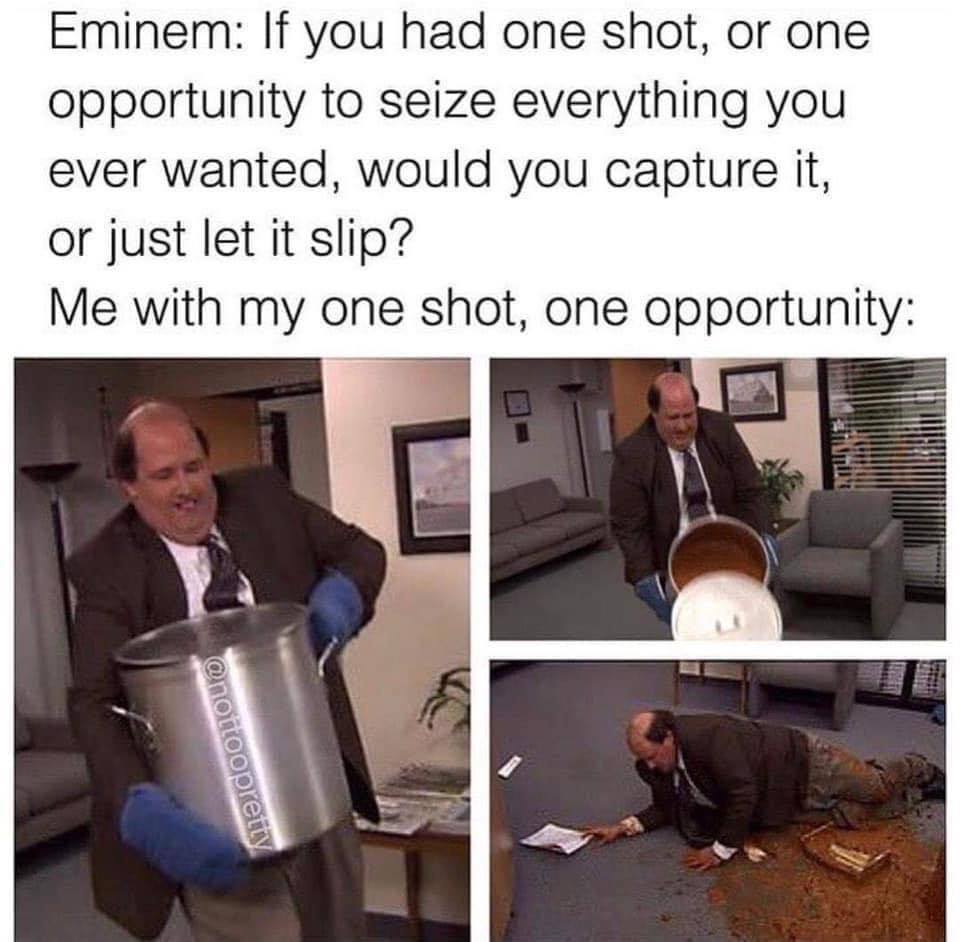 Eminem: If you had one shot, or one
opportunity to seize everything you
ever wanted, would you capture it,
or just let it slip?
Me with my one shot, one opportunity:
@nottoopretty